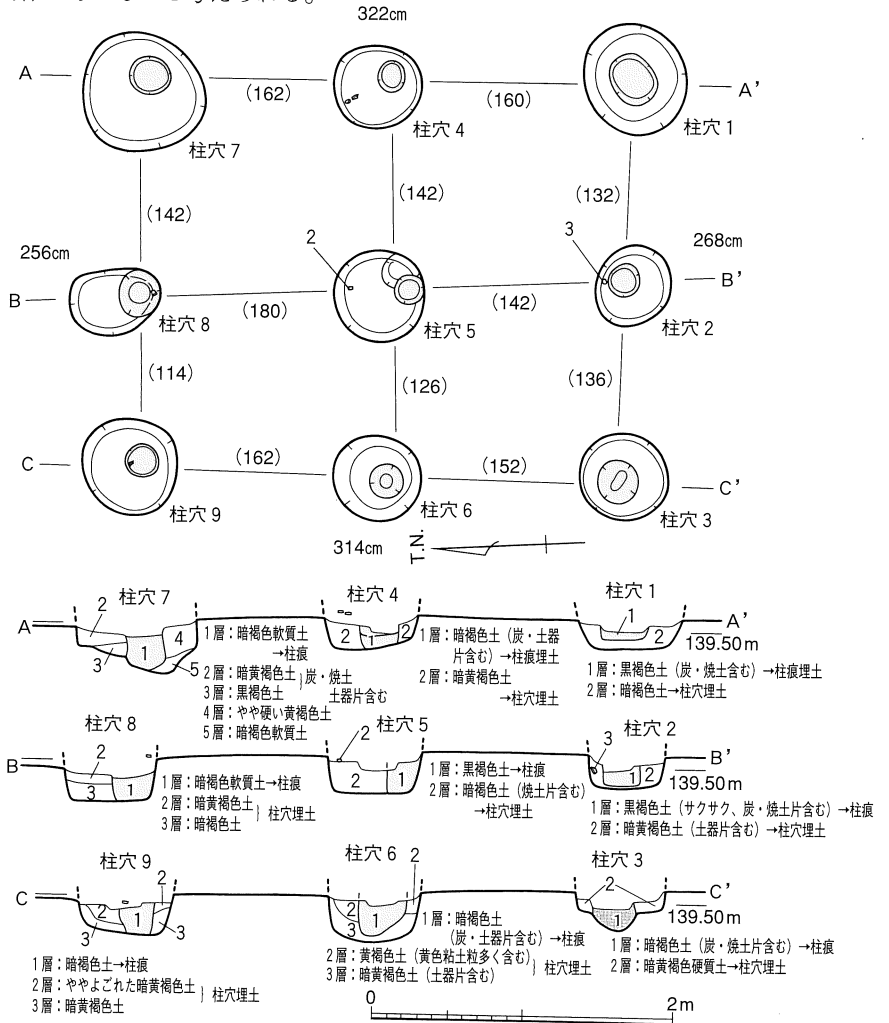 322cm
A
(162)
(160)
A'
柱穴7
柱穴4
柱穴1
(142)
(142)
(132)
256cm
2
3
268cm
B
(180)
(142)
B'
柱穴8
柱穴5
柱穴2
(114)
(126)
(136)
C
(162)
(152)
C'
柱穴9
柱穴6
柱穴3
314cm
T.N.
柱穴7
柱穴4
柱穴1
A
2
3
1
4
5
2
1
2
1
2
A'
139.50m
1層：暗褐色軟質土
→柱痕
2層：暗黄褐色土
3層：黒褐色土
}炭・焼土
土器片含む
4層：やや硬い黄褐色土
5層：暗褐色軟質土
1層：暗褐色土（炭・土器
片含む）→柱痕埋土
2層：暗黄褐色土
→柱穴埋土
1層：黒褐色土（炭・焼土含む）→柱痕埋土
2層：暗褐色土→柱穴埋土
柱穴8
柱穴5
柱穴2
B
2
3
1
2
2
1
3
1
2
B'
139.50m
1層：暗褐色軟質土→柱痕
2層：暗黄褐色土
3層：暗褐色土
} 柱穴埋土
1層：黒褐色土→柱痕
2層：暗褐色土（焼土片含む）
→柱穴埋土
1層：黒褐色土（サクサク、炭・焼土片含む）→柱痕
2層：暗黄褐色土（土器片含む）→柱穴埋土
柱穴9
柱穴6
柱穴3
C
2
3
1
2
3
2
3
1
2
2
1
C'
139.50m
1層：暗褐色土→柱痕
2層：ややよごれた暗黄褐色土
3層：暗黄褐色土
} 柱穴埋土
1層：暗褐色土
（炭・土器片含む）→柱痕
2層：黄褐色土（黄色粘土粒多く含む）
3層：暗黄褐色土（土器片含む）
} 柱穴埋土
1層：暗褐色土（炭・焼土片含む）→柱痕
2層：暗黄褐色硬質土→柱穴埋土
0
2m